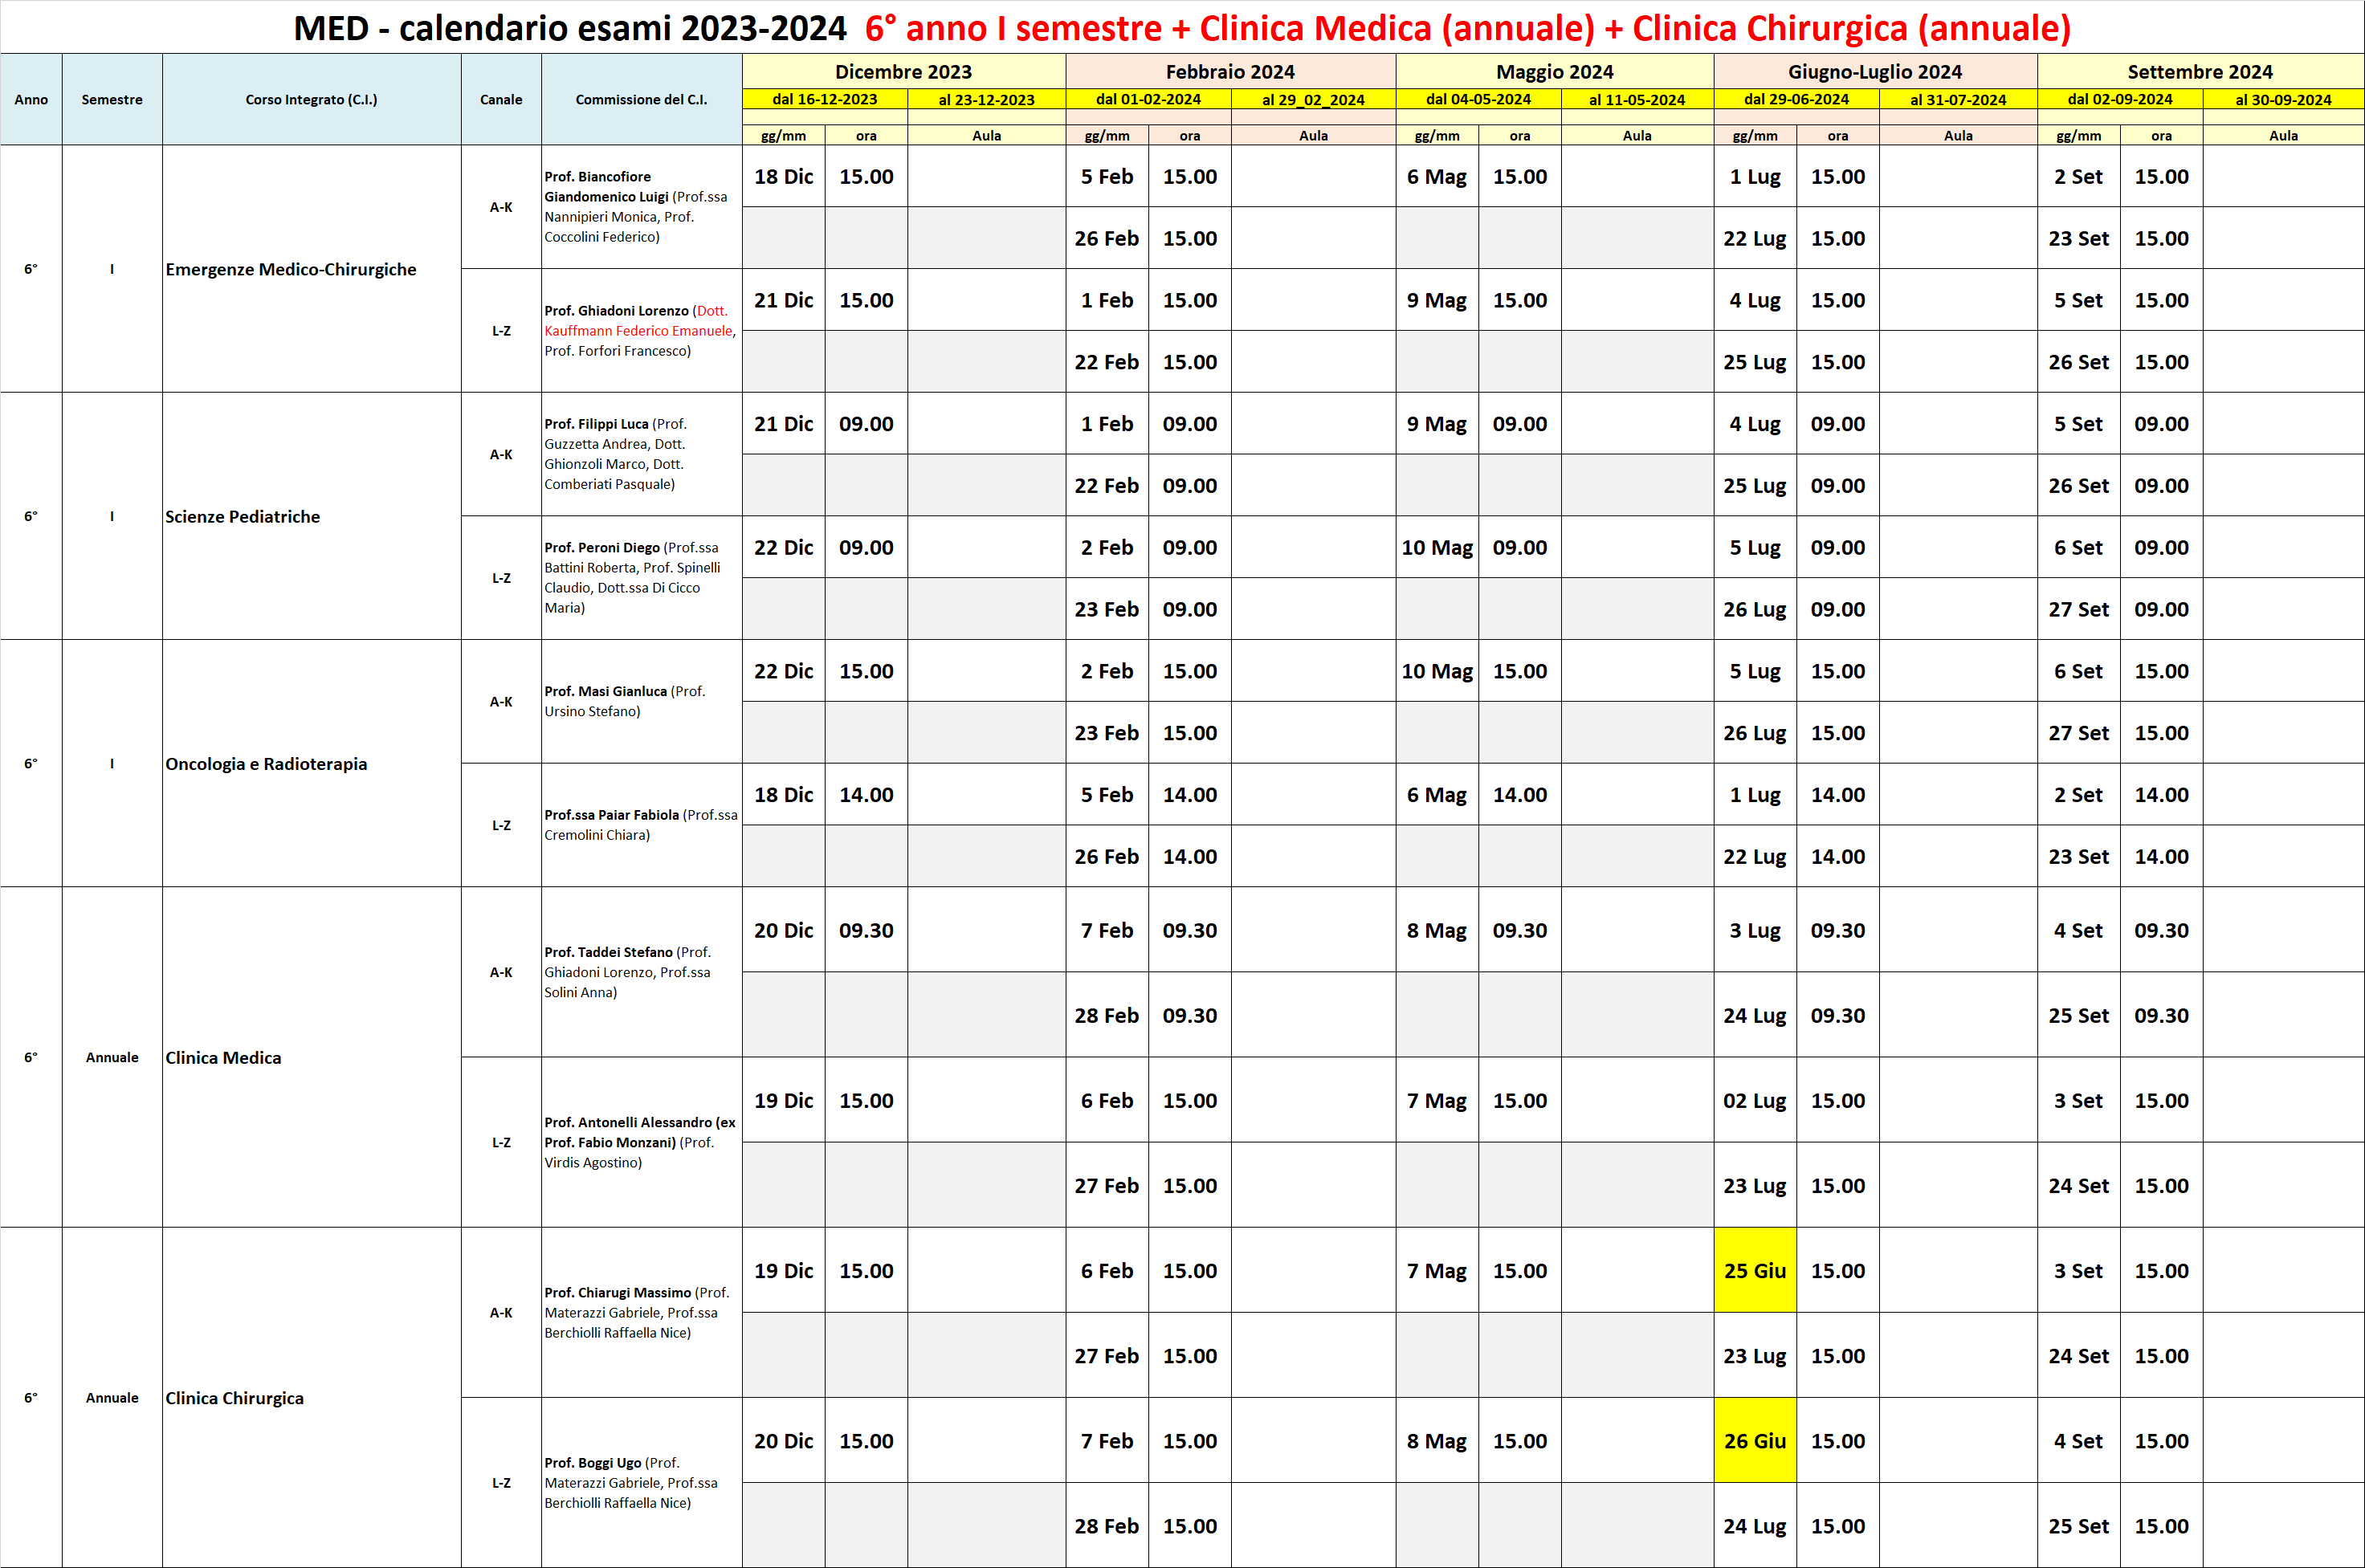 MED - calendario esami 2023-2024 6° anno I semestre + Clinica Medica (annuale) + Clinica Chirurgica (annuale)
Anno Semestre Corso Integrato (C.I.) Canale Commissione del C.I. Dicembre 2023 Febbraio 2024 Maggio 2024 Giugno-Luglio 2024 Settembre 2024
dal 16-12-2023 al 23-12-2023 dal 01-02-2024 al 29_02_2024 dal 04-05-2024 al 11-05-2024 dal 29-06-2024 al 31-07-2024 dal 02-09-2024 al 30-09-2024
gg/mm ora Aula gg/mm ora Aula gg/mm ora Aula gg/mm ora Aula gg/mm ora Aula
6° I Emergenze Medico-Chirurgiche
A-K
Prof. Biancofiore
Giandomenico Luigi (Prof.ssa
Nannipieri Monica, Prof.
Coccolini Federico)
18 Dic 15.00 5 Feb 15.00 6 Mag 15.00 1 Lug 15.00 2 Set 15.00
26 Feb 15.00 22 Lug 15.00 23 Set 15.00
L-Z
Prof. Ghiadoni Lorenzo (Dott.
Kauffmann Federico Emanuele,
Prof. Forfori Francesco)
21 Dic 15.00 1 Feb 15.00 9 Mag 15.00 4 Lug 15.00 5 Set 15.00
22 Feb 15.00 25 Lug 15.00 26 Set 15.00
6° I Scienze Pediatriche
A-K
Prof. Filippi Luca (Prof.
Guzzetta Andrea, Dott.
Ghionzoli Marco, Dott.
Comberiati Pasquale)
21 Dic 09.00 1 Feb 09.00 9 Mag 09.00 4 Lug 09.00 5 Set 09.00
22 Feb 09.00 25 Lug 09.00 26 Set 09.00
L-Z
Prof. Peroni Diego (Prof.ssa
Battini Roberta, Prof. Spinelli
Claudio, Dott.ssa Di Cicco
Maria)
22 Dic 09.00 2 Feb 09.00 10 Mag 09.00 5 Lug 09.00 6 Set 09.00
23 Feb 09.00 26 Lug 09.00 27 Set 09.00
6° I Oncologia e Radioterapia
A-K
Prof. Masi Gianluca (Prof.
Ursino Stefano)
22 Dic 15.00 2 Feb 15.00 10 Mag 15.00 5 Lug 15.00 6 Set 15.00
23 Feb 15.00 26 Lug 15.00 27 Set 15.00
L-Z
Prof.ssa Paiar Fabiola (Prof.ssa
Cremolini Chiara)
18 Dic 14.00 5 Feb 14.00 6 Mag 14.00 1 Lug 14.00 2 Set 14.00
26 Feb 14.00 22 Lug 14.00 23 Set 14.00
6° Annuale Clinica Medica
A-K
Prof. Taddei Stefano (Prof.
Ghiadoni Lorenzo, Prof.ssa
Solini Anna)
20 Dic 09.30 7 Feb 09.30 8 Mag 09.30 3 Lug 09.30 4 Set 09.30
28 Feb 09.30 24 Lug 09.30 25 Set 09.30
L-Z
Prof. Antonelli Alessandro (ex
Prof. Fabio Monzani) (Prof.
Virdis Agostino)
19 Dic 15.00 6 Feb 15.00 7 Mag 15.00 02 Lug 15.00 3 Set 15.00
27 Feb 15.00 23 Lug 15.00 24 Set 15.00
6° Annuale Clinica Chirurgica
A-K
Prof. Chiarugi Massimo (Prof.
Materazzi Gabriele, Prof.ssa
Berchiolli Raffaella Nice)
19 Dic 15.00 6 Feb 15.00 7 Mag 15.00 25 Giu 15.00 3 Set 15.00
27 Feb 15.00 23 Lug 15.00 24 Set 15.00
L-Z
Prof. Boggi Ugo (Prof.
Materazzi Gabriele, Prof.ssa
Berchiolli Raffaella Nice)
20 Dic 15.00 7 Feb 15.00 8 Mag 15.00 26 Giu 15.00 4 Set 15.00
28 Feb 15.00 24 Lug 15.00 25 Set 15.00